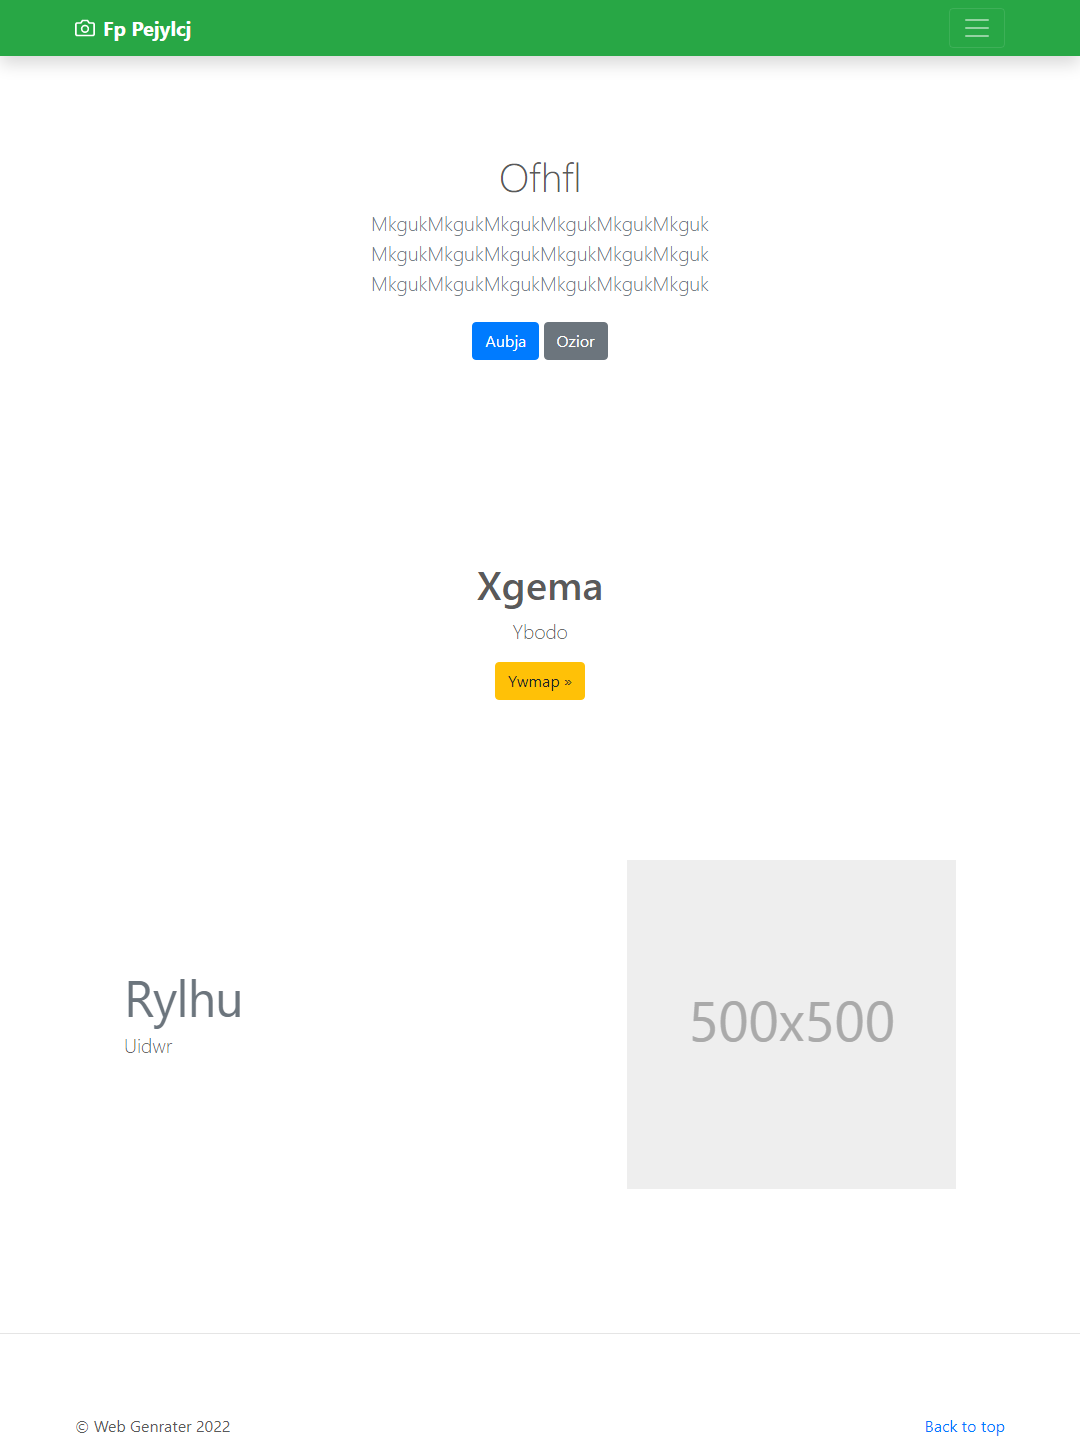 Fp Pejylcj
Ofhfl
MkgukMkgukMkgukMkgukMkgukMkguk
MkgukMkgukMkgukMkgukMkgukMkguk
MkgukMkgukMkgukMkgukMkgukMkguk
Aubja Ozior
Xgema
Ybodo
Ywmap »
500x500
Rylhu
Uidwr
© Web Genrater 2022
Back to top